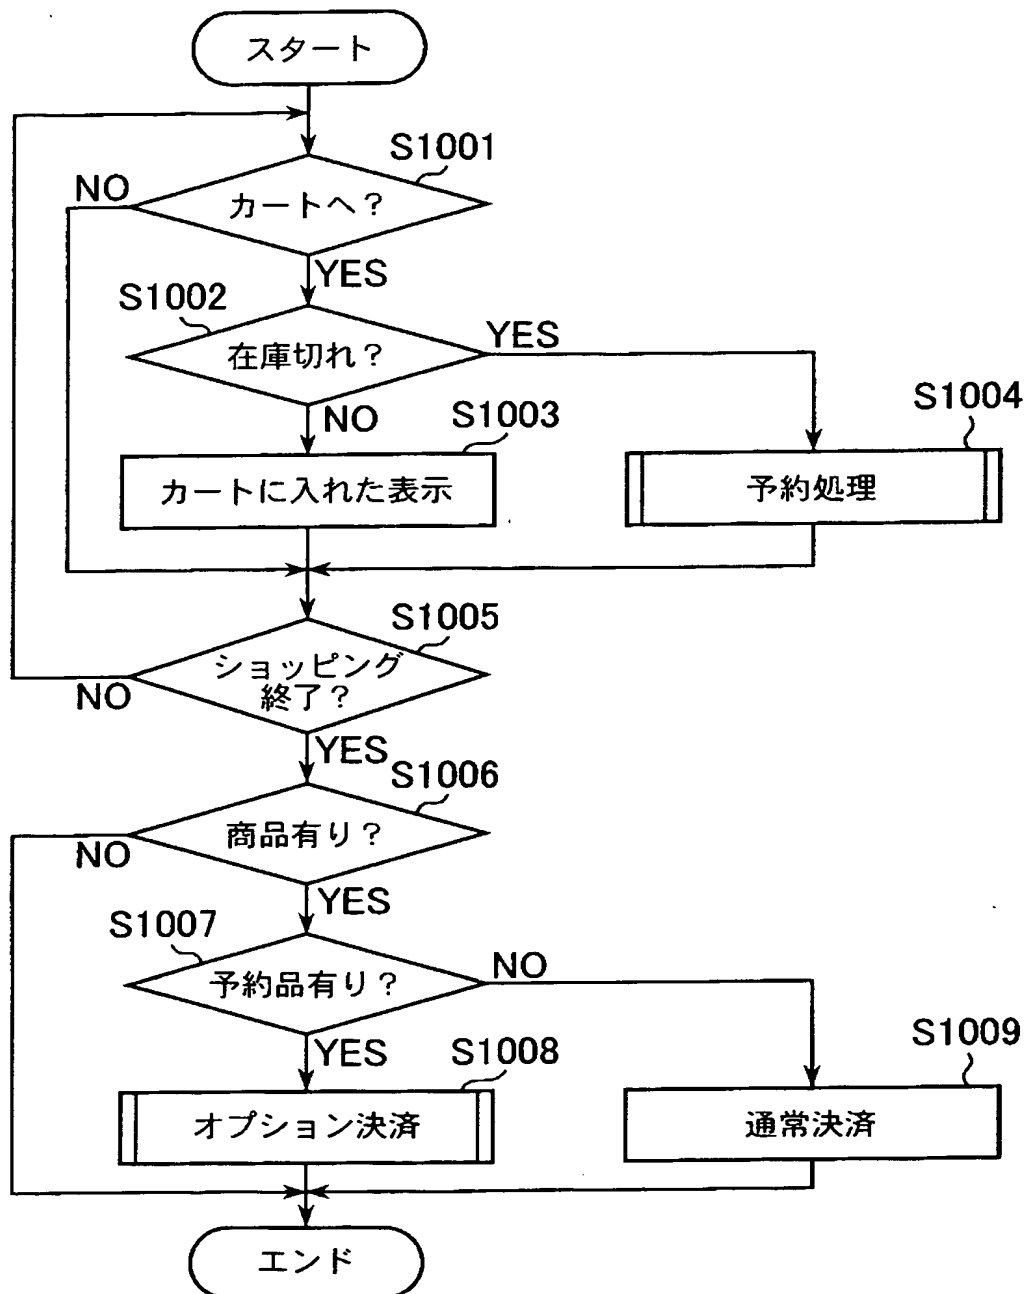 スタート
S1001
NO
カートへ？
YES
S1002
YES
在庫切れ？
NO
S1003
S1004
カートに入れた表示
予約処理
S1005
ショッピング
終了？
NO
YES
S1006
商品有り？
NO
YES
S1007
NO
予約品有り？
YES
S1008
S1009
オプション決済
通常決済
エンド